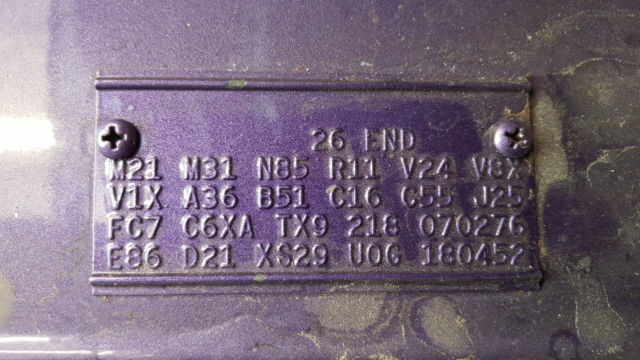 26 END
M21 M31 N85 R11 V24 V8X
V1X A36 B51 C16 C55 J25
FC7 C6XA TX9 218 070276
E86 D21 XS29 U0G 180452